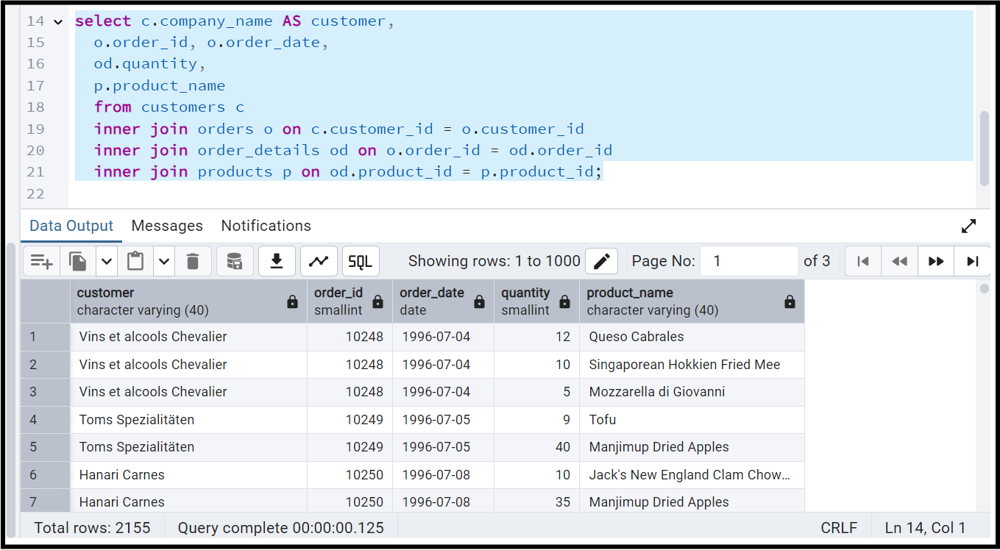 14 select c.company_name AS customer,
15 o.order_id, o.order_date,
16 od.quantity,
17 p.product_name
18 from customers c
19 inner join orders o on c.customer_id = o.customer_id
20 inner join order_details od on o.order_id = od.order_id
21 inner join products p on od.product_id = p.product_id;
22
Data Output Messages Notifications
SQL Showing rows: 1 to 1000 Page No: 1 of 3
customer order_id order_date quantity product_name
character varying (40) smallint date smallint character varying (40)
1 Vins et alcools Chevalier 10248 1996-07-04 12 Queso Cabrales
2 Vins et alcools Chevalier 10248 1996-07-04 10 Singaporean Hokkien Fried Mee
3 Vins et alcools Chevalier 10248 1996-07-04 5 Mozzarella di Giovanni
4 Toms Spezialitäten 10249 1996-07-05 9 Tofu
5 Toms Spezialitäten 10249 1996-07-05 40 Manjimup Dried Apples
6 Hanari Carnes 10250 1996-07-08 10 Jack's New England Clam Chow…
7 Hanari Carnes 10250 1996-07-08 35 Manjimup Dried Apples
Total rows: 2155 Query complete 00:00:00.125 CRLF Ln 14, Col 1